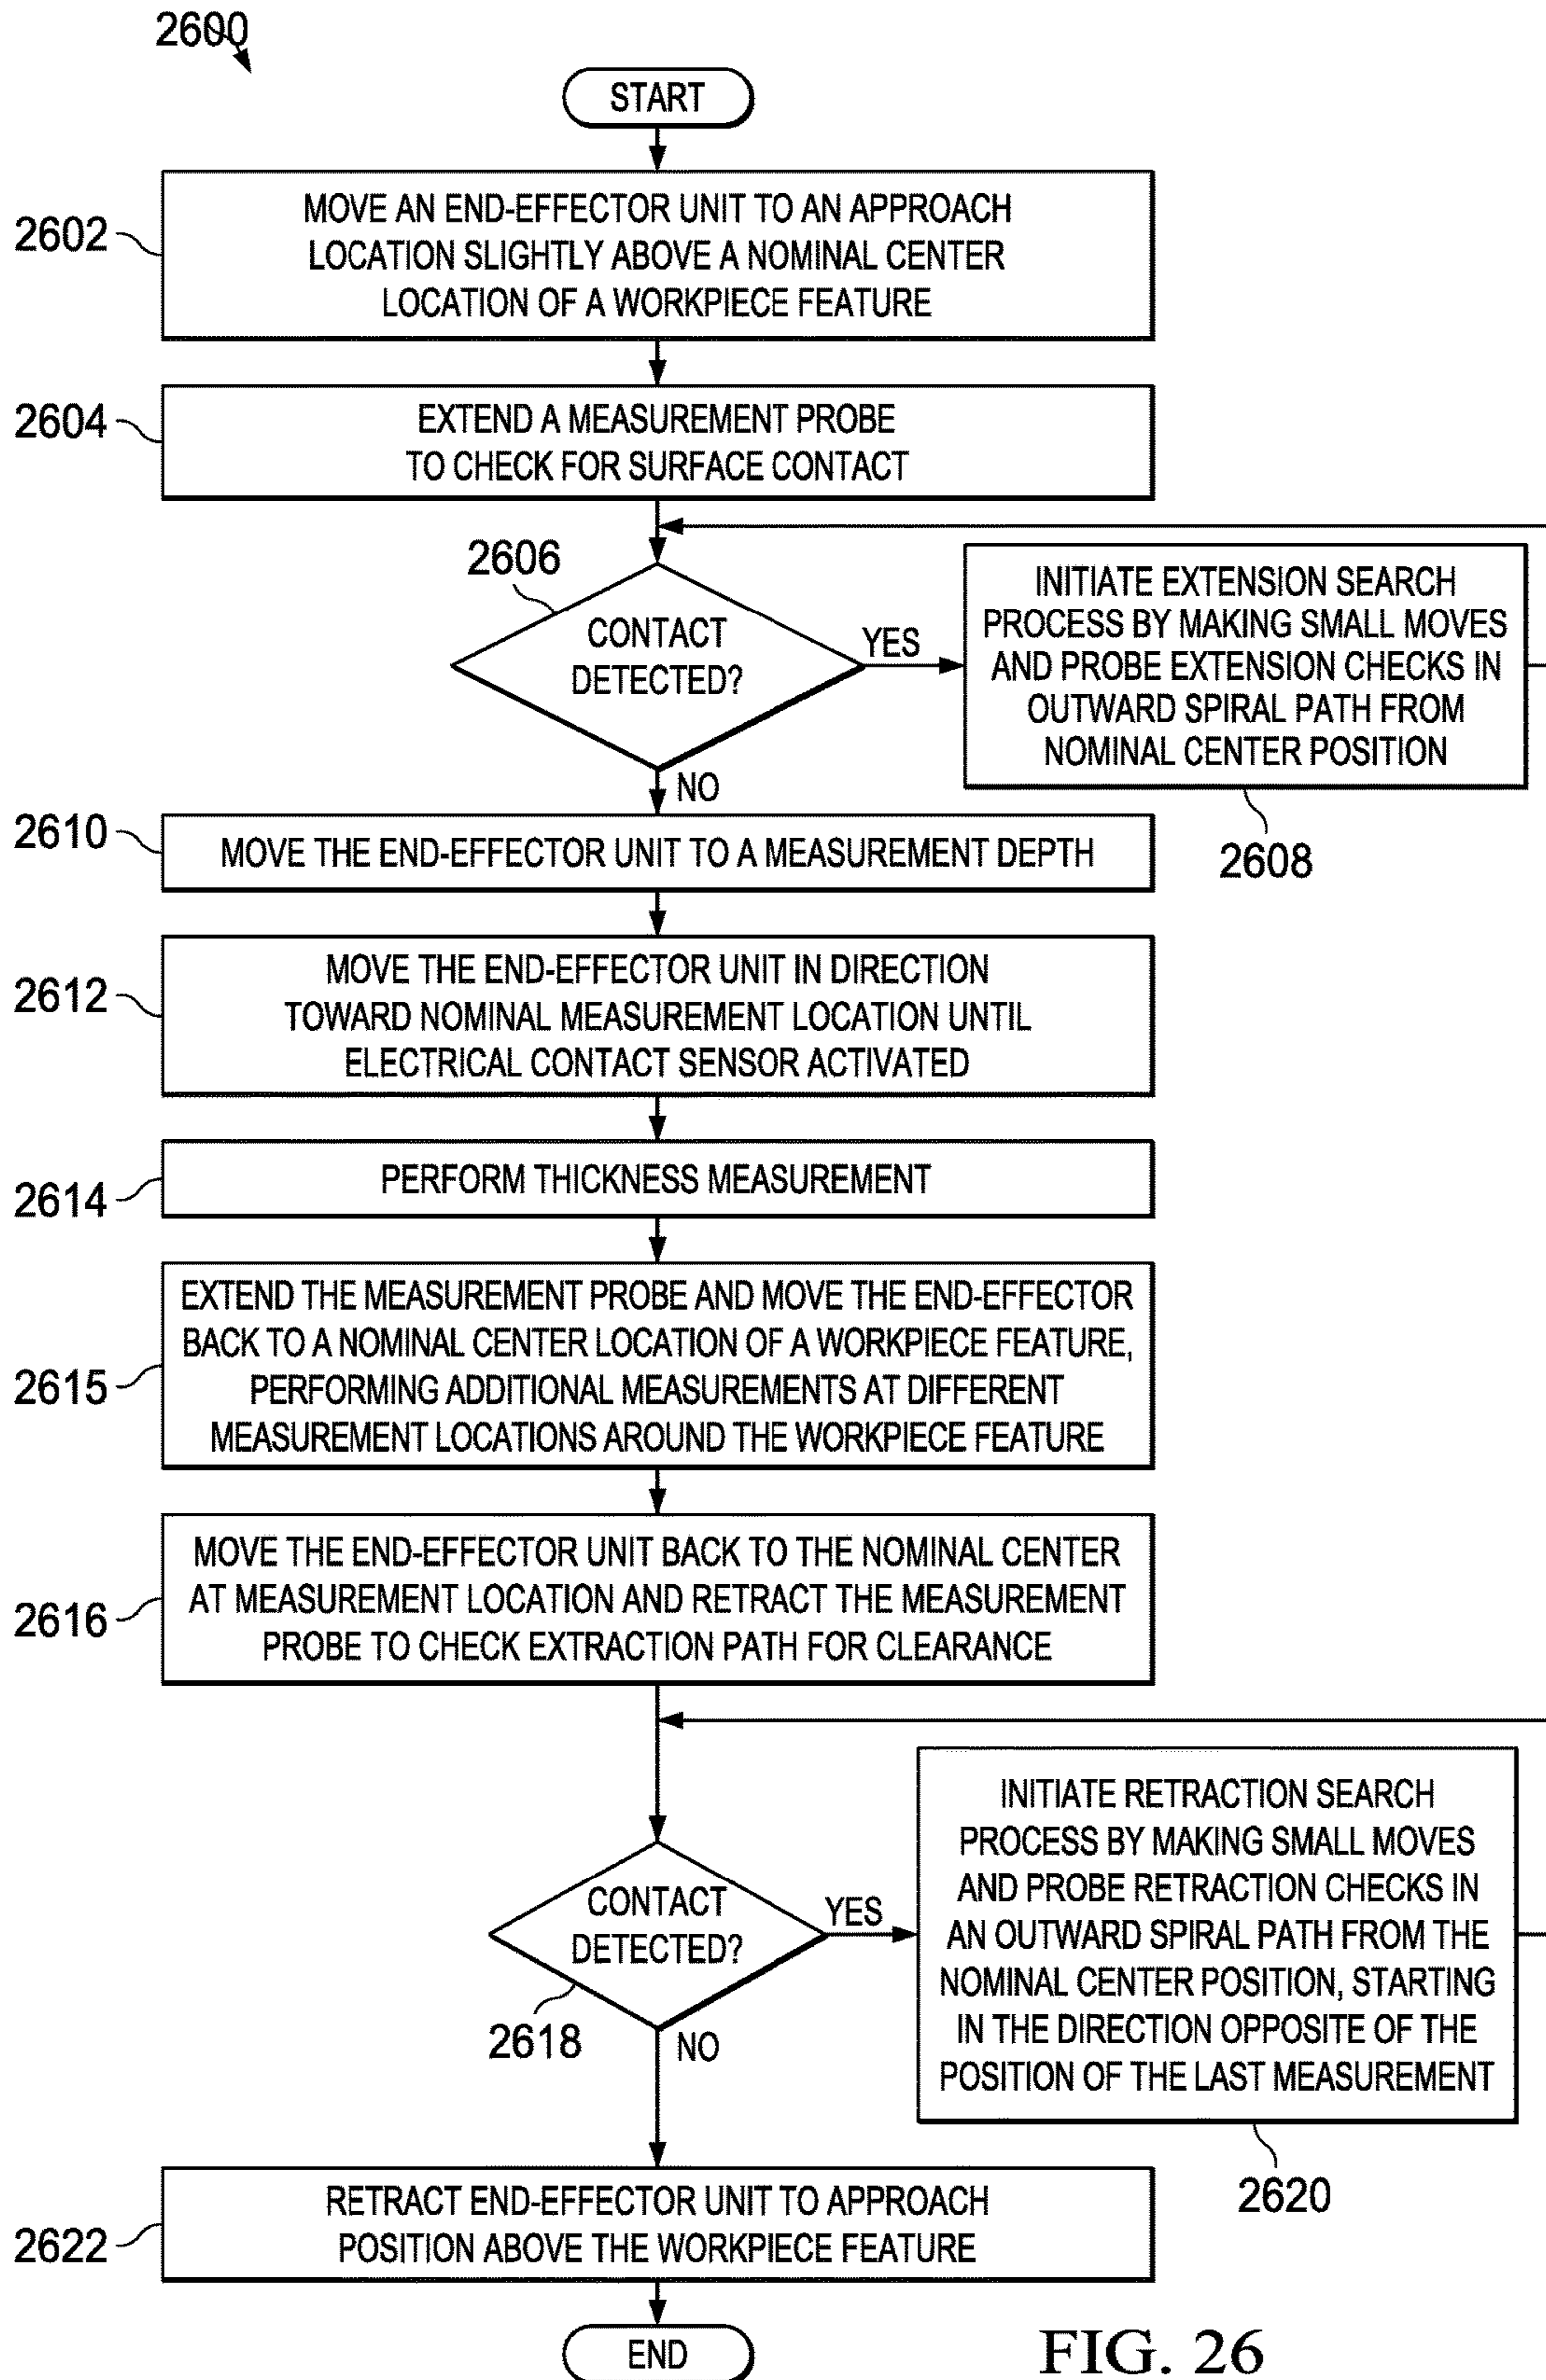 2600
START
2602
MOVE AN END-EFFECTOR UNIT TO AN APPROACH
LOCATION SLIGHTLY ABOVE A NOMINAL CENTER
LOCATION OF A WORKPIECE FEATURE
2604
EXTEND A MEASUREMENT PROBE
TO CHECK FOR SURFACE CONTACT
2606
CONTACT
DETECTED?
YES
INITIATE EXTENSION SEARCH
PROCESS BY MAKING SMALL MOVES
AND PROBE EXTENSION CHECKS IN
OUTWARD SPIRAL PATH FROM
NOMINAL CENTER POSITION
2608
NO
2610
MOVE THE END-EFFECTOR UNIT TO A MEASUREMENT DEPTH
2612
MOVE THE END-EFFECTOR UNIT IN DIRECTION
TOWARD NOMINAL MEASUREMENT LOCATION UNTIL
ELECTRICAL CONTACT SENSOR ACTIVATED
2614
PERFORM THICKNESS MEASUREMENT
2615
EXTEND THE MEASUREMENT PROBE AND MOVE THE END-EFFECTOR
BACK TO A NOMINAL CENTER LOCATION OF A WORKPIECE FEATURE,
PERFORMING ADDITIONAL MEASUREMENTS AT DIFFERENT
MEASUREMENT LOCATIONS AROUND THE WORKPIECE FEATURE
2616
MOVE THE END-EFFECTOR UNIT BACK TO THE NOMINAL CENTER
AT MEASUREMENT LOCATION AND RETRACT THE MEASUREMENT
PROBE TO CHECK EXTRACTION PATH FOR CLEARANCE
CONTACT
DETECTED?
2618
YES
INITIATE RETRACTION SEARCH
PROCESS BY MAKING SMALL MOVES
AND PROBE RETRACTION CHECKS IN
AN OUTWARD SPIRAL PATH FROM THE
NOMINAL CENTER POSITION, STARTING
IN THE DIRECTION OPPOSITE OF THE
POSITION OF THE LAST MEASUREMENT
2620
NO
2622
RETRACT END-EFFECTOR UNIT TO APPROACH
POSITION ABOVE THE WORKPIECE FEATURE
END
FIG. 26